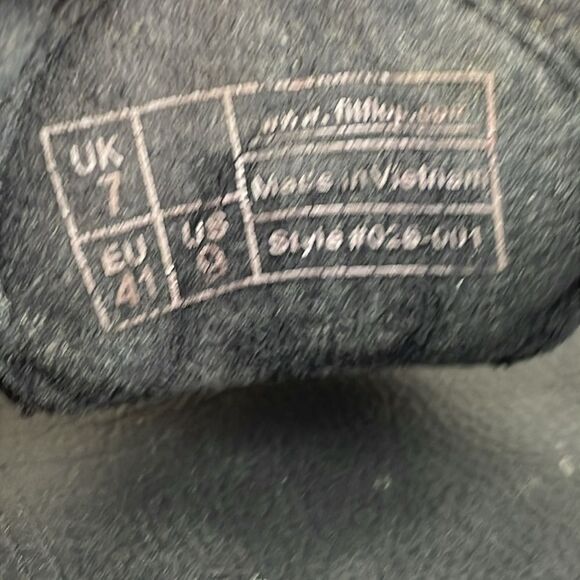 UK
7
EU
41
US
9
www.fitflop.com
Made in Vietnam
Style #026-001